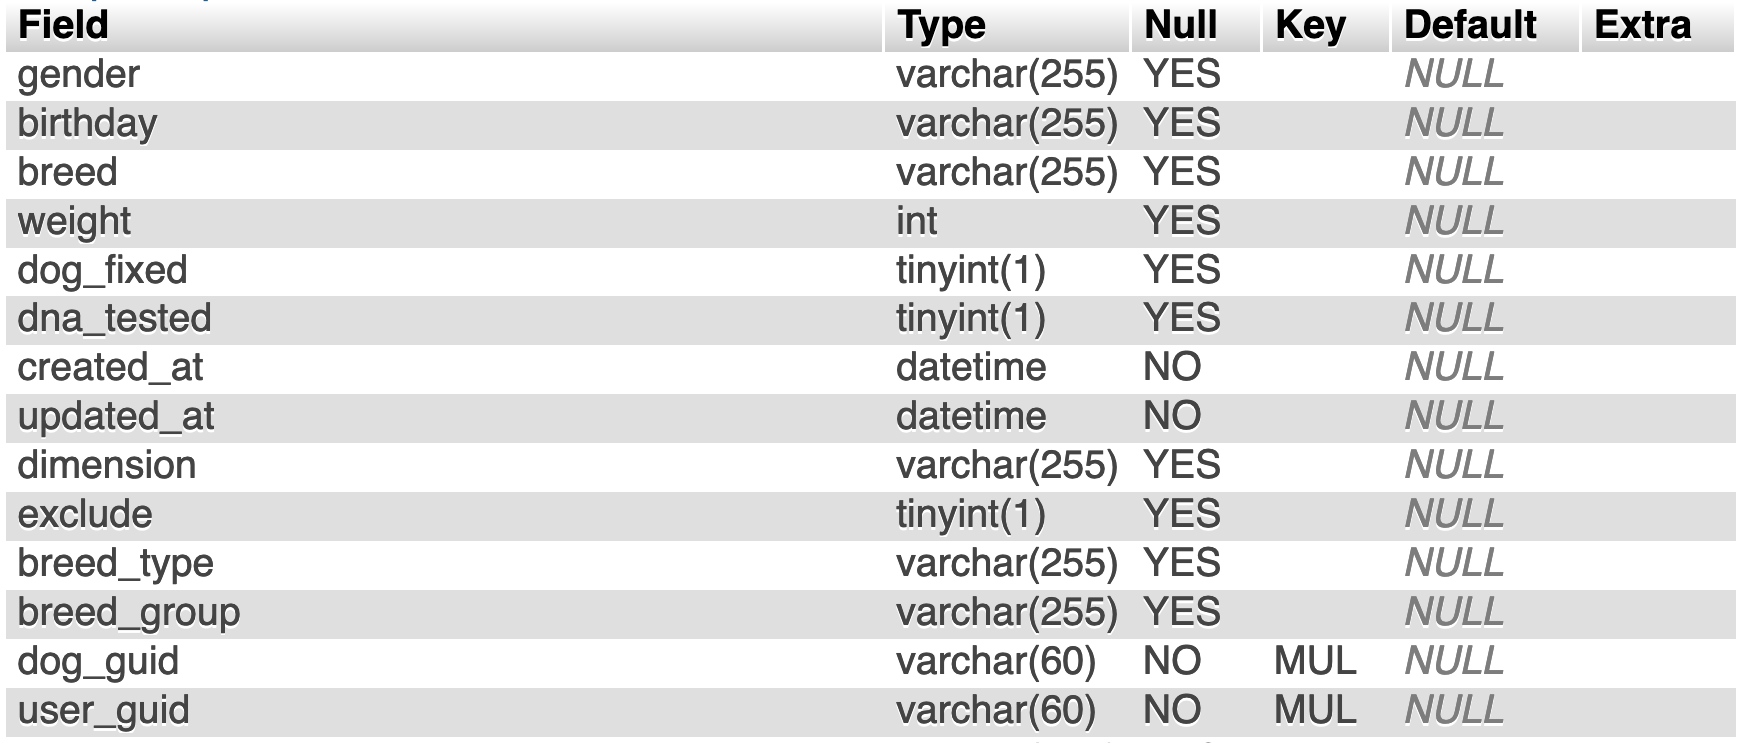 Field Type Null Key Default Extra
gender varchar(255) YES NULL
birthday varchar(255) YES NULL
breed varchar(255) YES NULL
weight int YES NULL
dog_fixed tinyint(1) YES NULL
dna_tested tinyint(1) YES NULL
created_at datetime NO NULL
updated_at datetime NO NULL
dimension varchar(255) YES NULL
exclude tinyint(1) YES NULL
breed_type varchar(255) YES NULL
breed_group varchar(255) YES NULL
dog_guid varchar(60) NO MUL NULL
user_guid varchar(60) NO MUL NULL